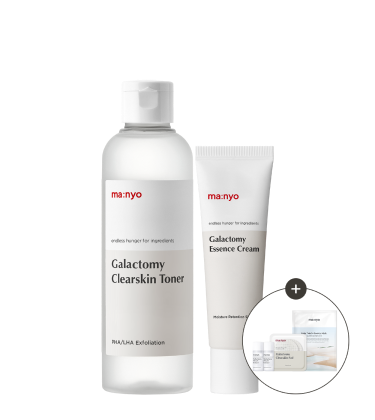 ma:nyo
endless hunger for ingredients
Galactomy
Clearskin Toner
PHA/LHA Exfoliation
ma:nyo
endless hunger for ingredients
Galactomy
Essence Cream
Moisture Retention
+